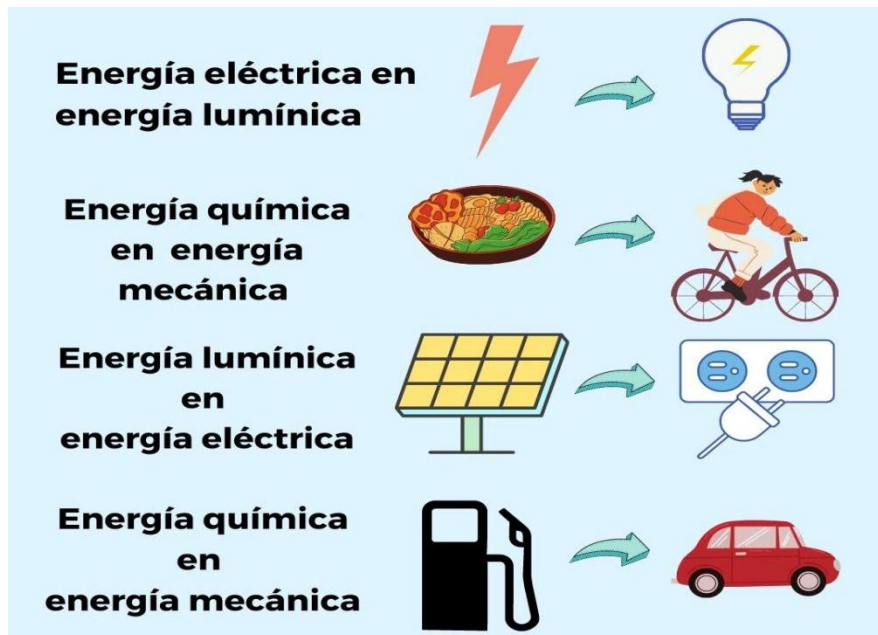 Energía eléctrica en
energía lumínica
Energía química
en energía
mecánica
Energía lumínica
en
energía eléctrica
Energía química
en
energía mecánica